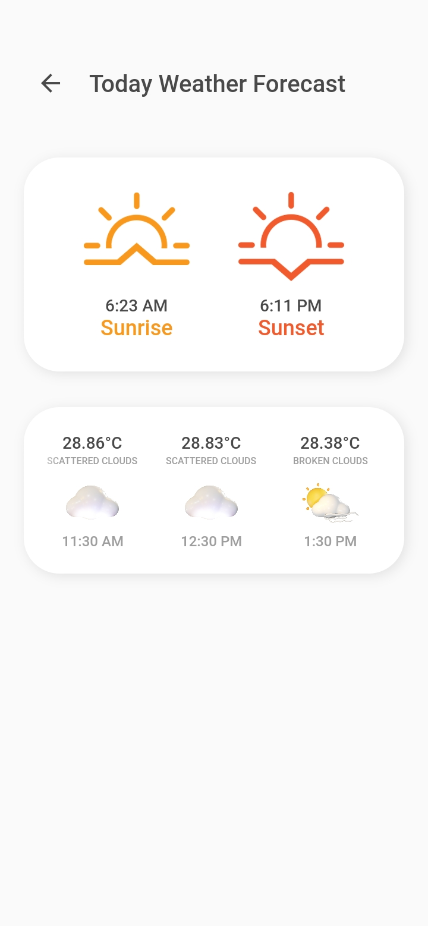 Today Weather Forecast
6:23 AM
Sunrise
6:11 PM
Sunset
28.86°C
SCATTERED CLOUDS
11:30 AM
28.83°C
SCATTERED CLOUDS
12:30 PM
28.38°C
BROKEN CLOUDS
1:30 PM